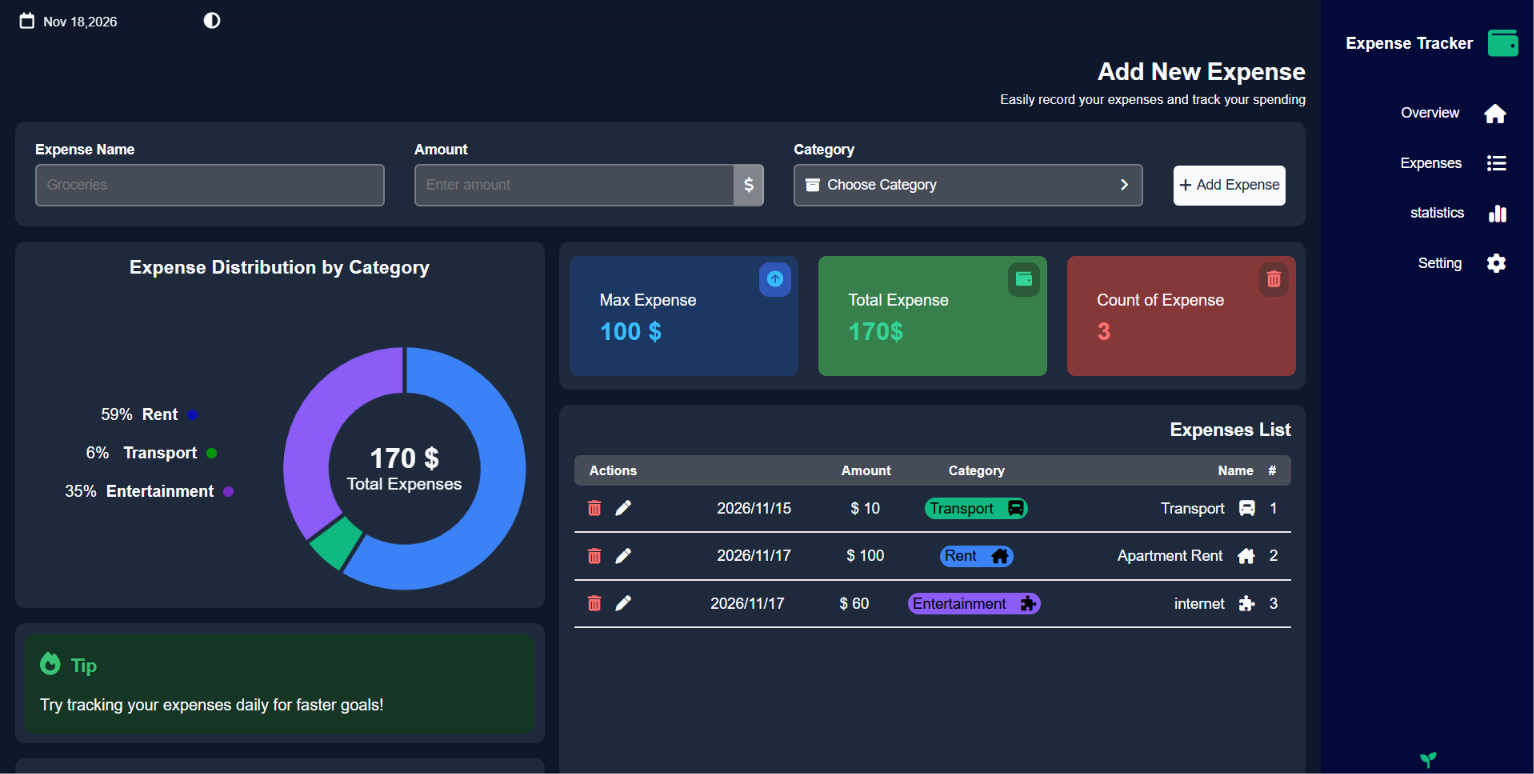 Nov 18,2026
Expense Tracker
Overview
Expenses
statistics
Setting
Add New Expense
Easily record your expenses and track your spending
Expense Name Amount Category
Groceries Enter amount $ Choose Category + Add Expense
Expense Distribution by Category
59% Rent
6% Transport
35% Entertainment
170 $
Total Expenses
Max Expense
100 $
Total Expense
170$
Count of Expense
3
Expenses List
Actions Amount Category Name #
2026/11/15 $ 10 Transport Transport 1
2026/11/17 $ 100 Rent Apartment Rent 2
2026/11/17 $ 60 Entertainment internet 3
Tip
Try tracking your expenses daily for faster goals!